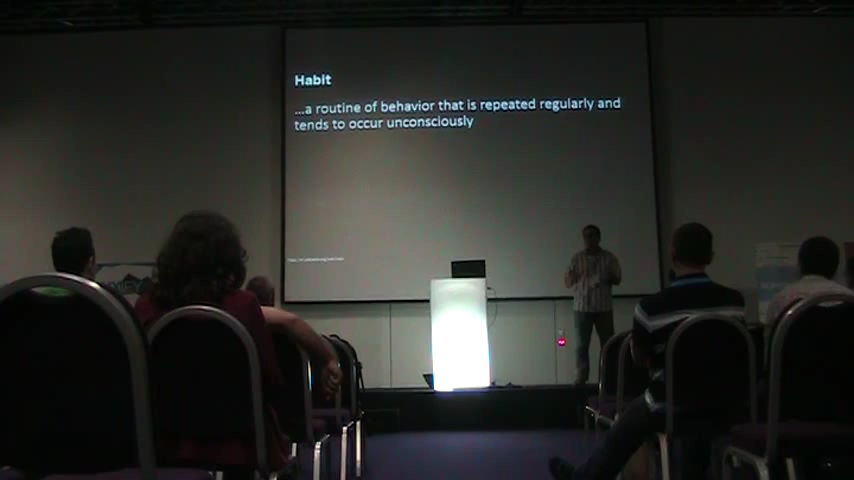 Habit
...a routine of behavior that is repeated regularly and
tends to occur unconsciously